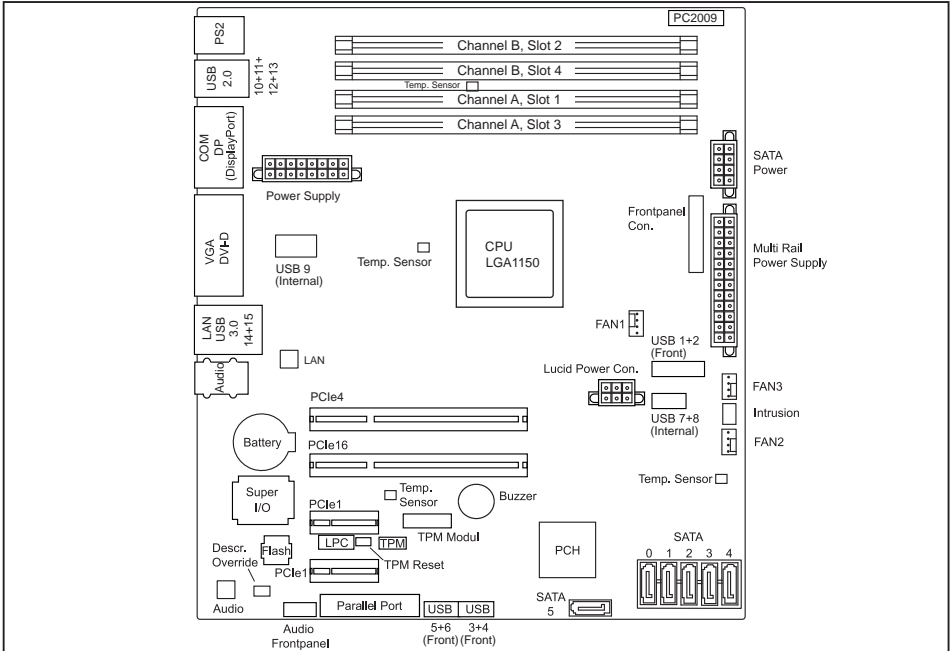 PC2009
PS2
USB
2.0
10+11+
12+13
Channel B, Slot 2
Channel B, Slot 4
Temp. Sensor
Channel A, Slot 1
Channel A, Slot 3
COM
DP
(DisplayPort)
Power Supply
SATA
Power
Frontpanel
Con.
VGA
DVI-D
USB 9
(Internal)
Temp. Sensor
CPU
LGA1150
Multi Rail
Power Supply
LAN
USB
3.0
14+15
LAN
FAN1
USB 1+2
(Front)
Audio
Lucid Power Con.
FAN3
USB 7+8
(Internal)
Intrusion
FAN2
PCIe4
Battery
PCIe16
Temp. Sensor
Super
I/O
PCIe1
Temp.
Sensor
Buzzer
TPM Modul
LPC
TPM
TPM Reset
Flash
Descr.
Override
PCIe1
PCH
SATA
0 1 2 3 4
Audio
Audio
Frontpanel
Parallel Port
USB
5+6
(Front)
USB
3+4
(Front)
SATA
5